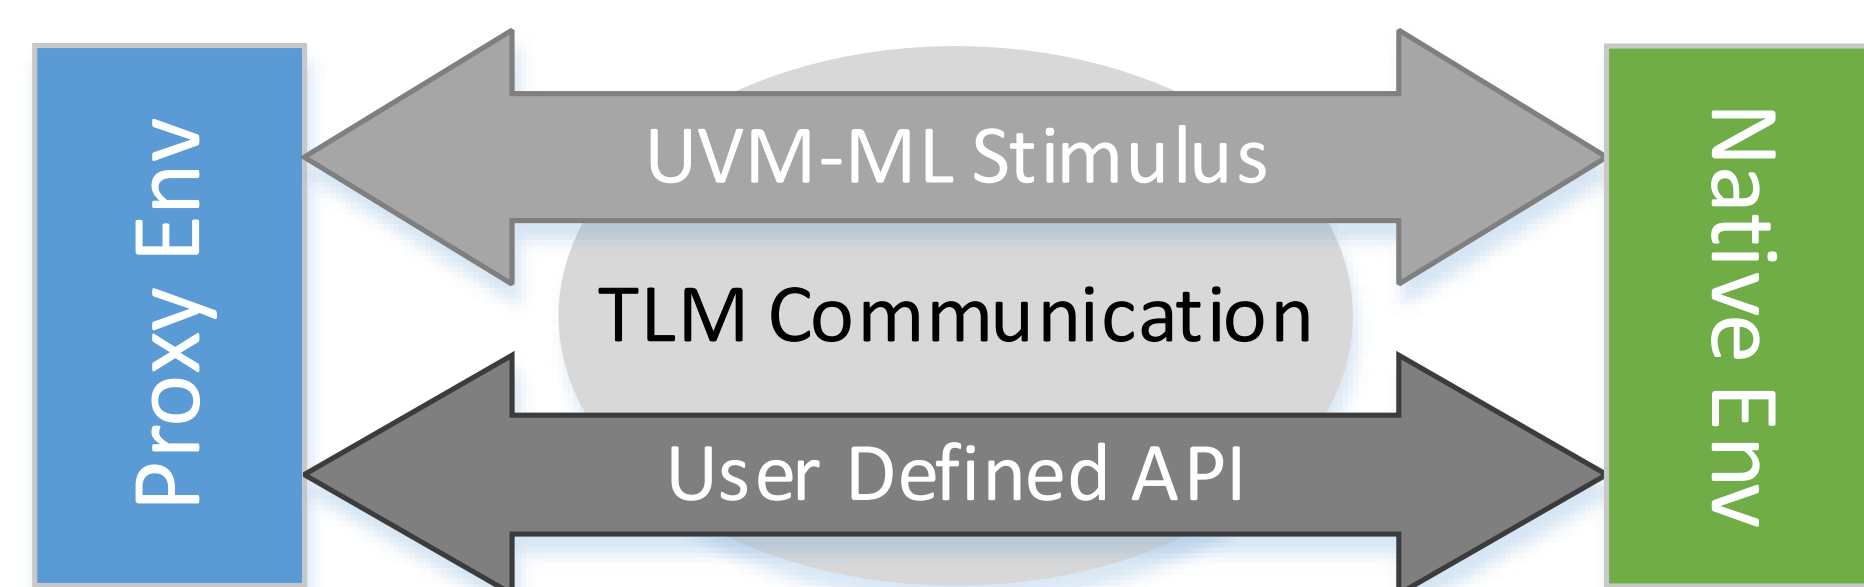 Proxy Env
UVM-ML Stimulus
TLM Communication
User Defined API
Native Env